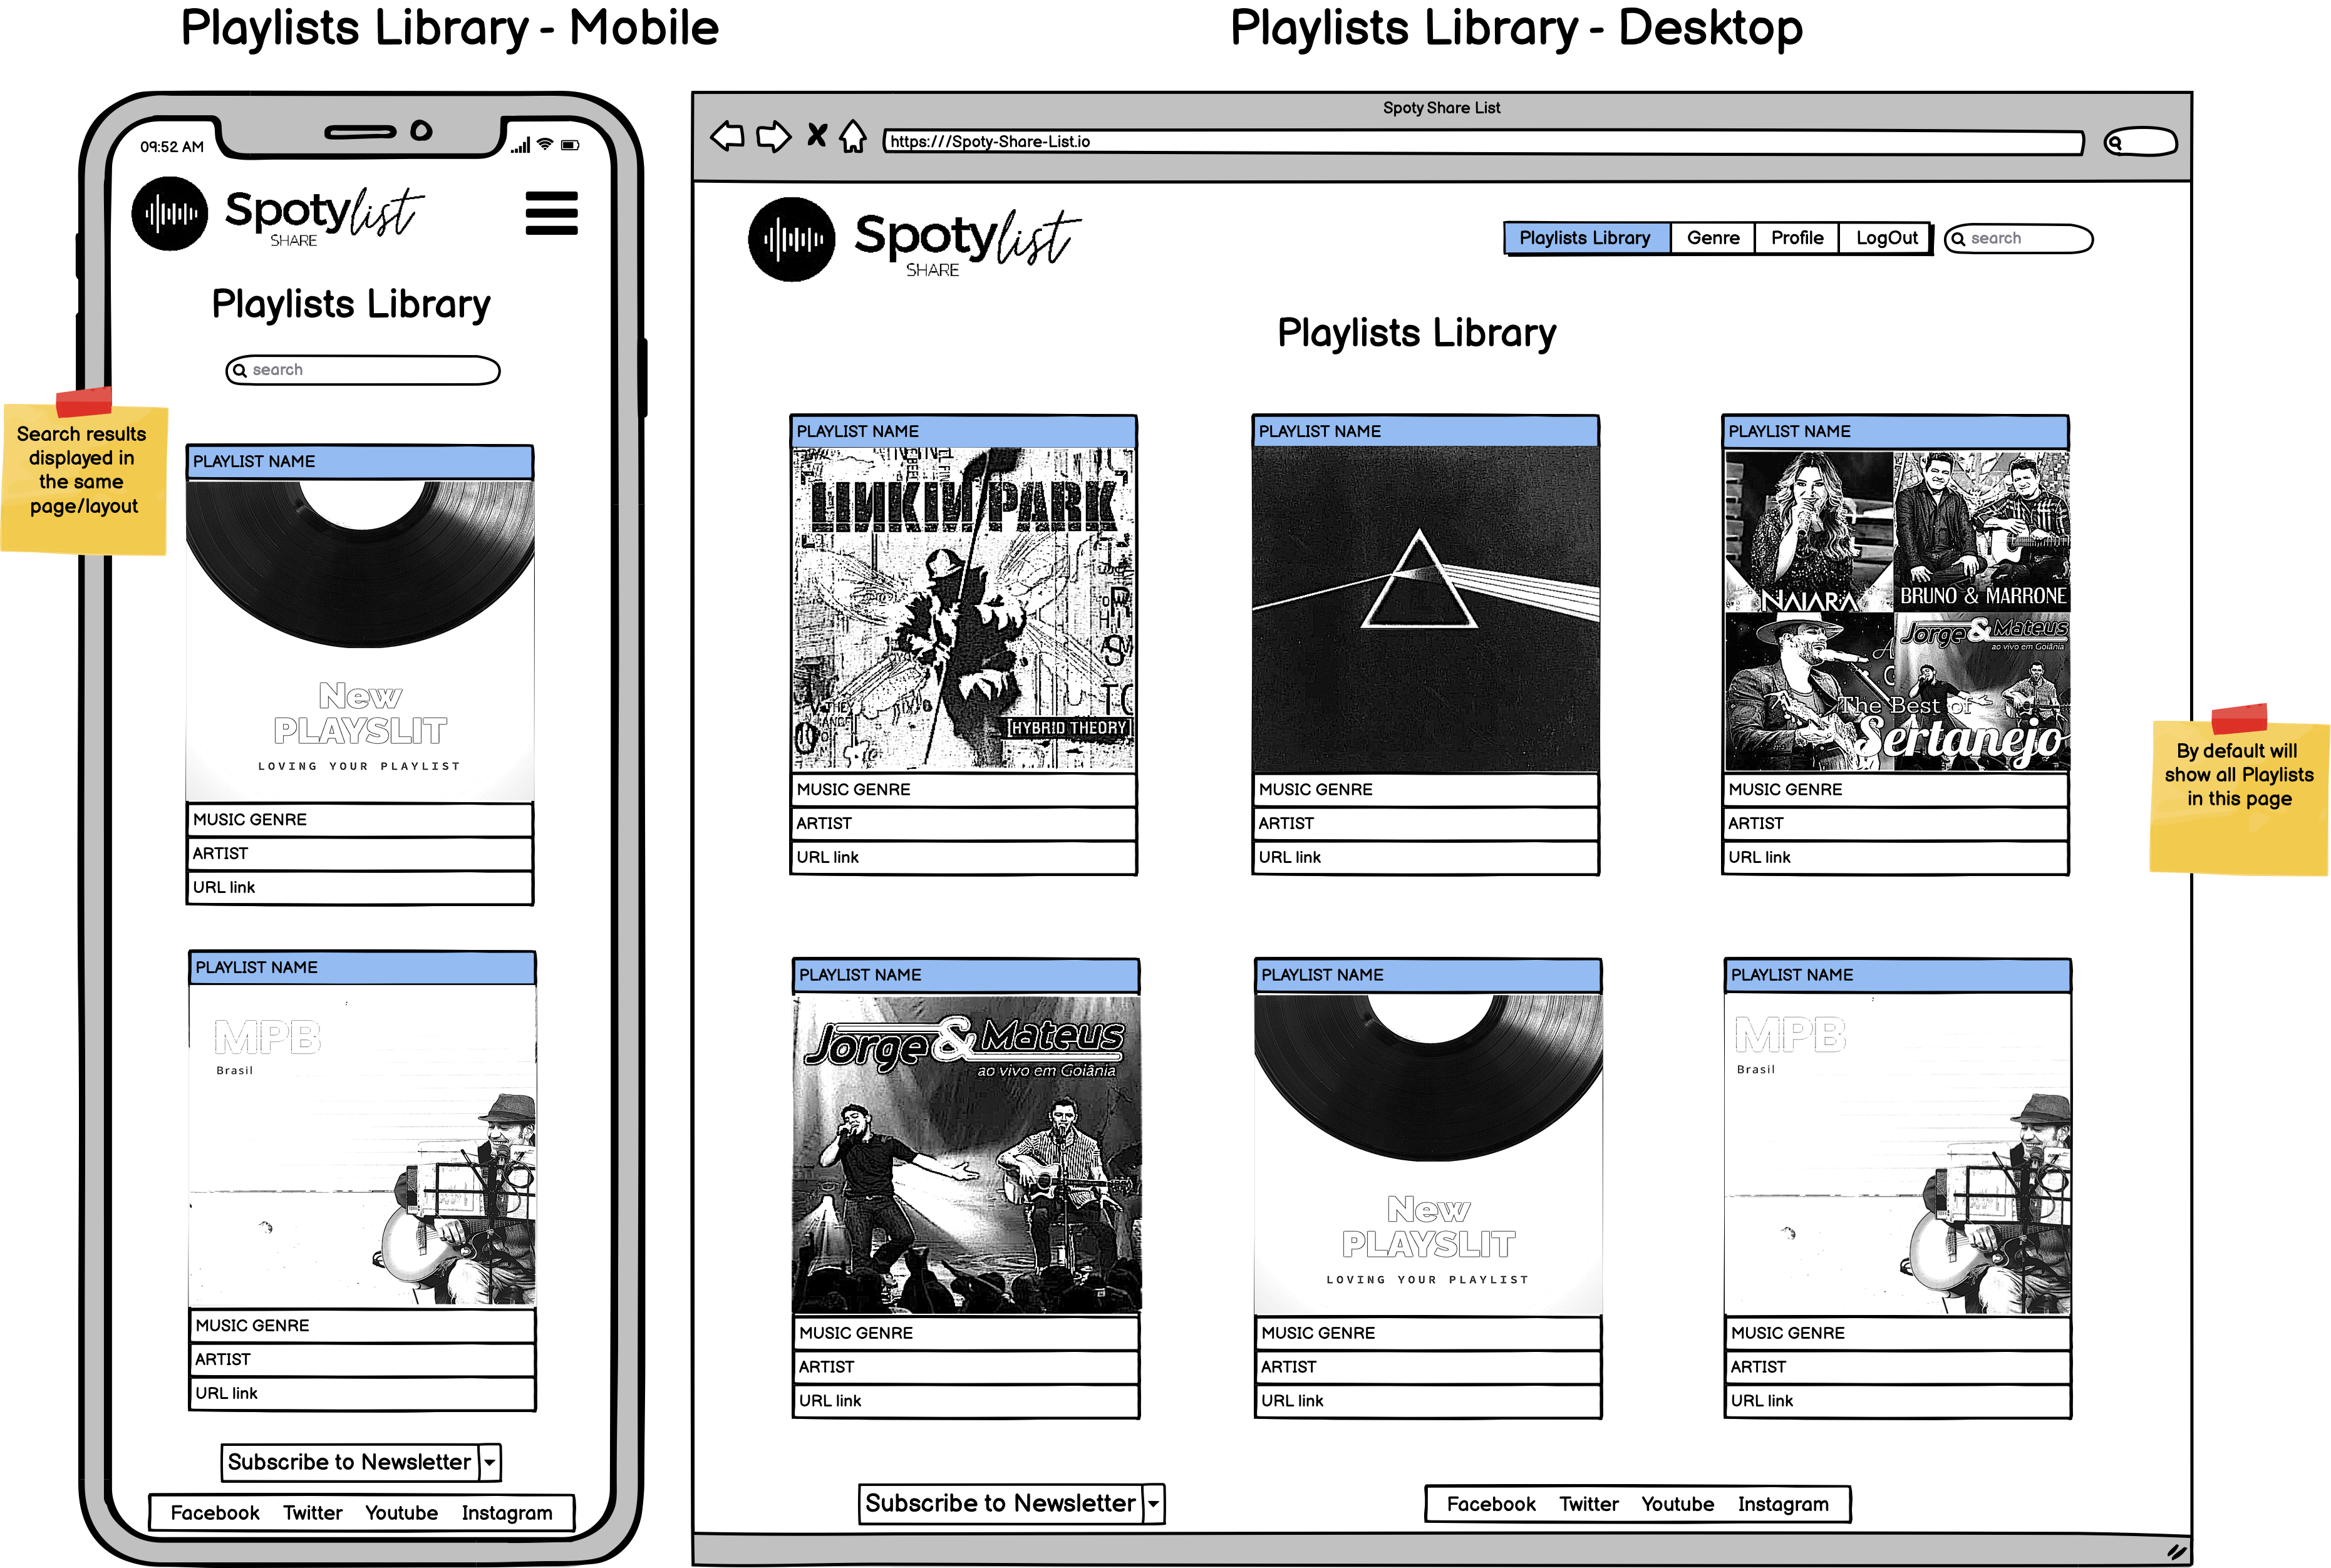 Playlists Library - Mobile
Playlists Library - Desktop
09:52 AM
Spotylist
SHARE
Playlists Library
search
Search results
displayed in
the same
page/layout
PLAYLIST NAME
New
PLAYSLIT
LOVING YOUR PLAYLIST
MUSIC GENRE
ARTIST
URL link
PLAYLIST NAME
MPB
Brasil
MUSIC GENRE
ARTIST
URL link
Subscribe to Newsletter
Facebook Twitter Youtube Instagram
Spoty Share List
https:///Spoty-Share-List.io
Spotylist
SHARE
Playlists Library Genre Profile LogOut search
Playlists Library
PLAYLIST NAME
LINKIN PARK
[HYBRID THEORY]
MUSIC GENRE
ARTIST
URL link
PLAYLIST NAME
MUSIC GENRE
ARTIST
URL link
PLAYLIST NAME
NAIARA
BRUNO & MARRONE
Jorge & Mateus
ao vivo em Goiânia
The Best of
Sertanejo
MUSIC GENRE
ARTIST
URL link
By default will
show all Playlists
in this page
PLAYLIST NAME
Jorge & Mateus
ao vivo em Goiânia
MUSIC GENRE
ARTIST
URL link
PLAYLIST NAME
New
PLAYSLIT
LOVING YOUR PLAYLIST
MUSIC GENRE
ARTIST
URL link
PLAYLIST NAME
MPB
Brasil
MUSIC GENRE
ARTIST
URL link
Subscribe to Newsletter
Facebook Twitter Youtube Instagram